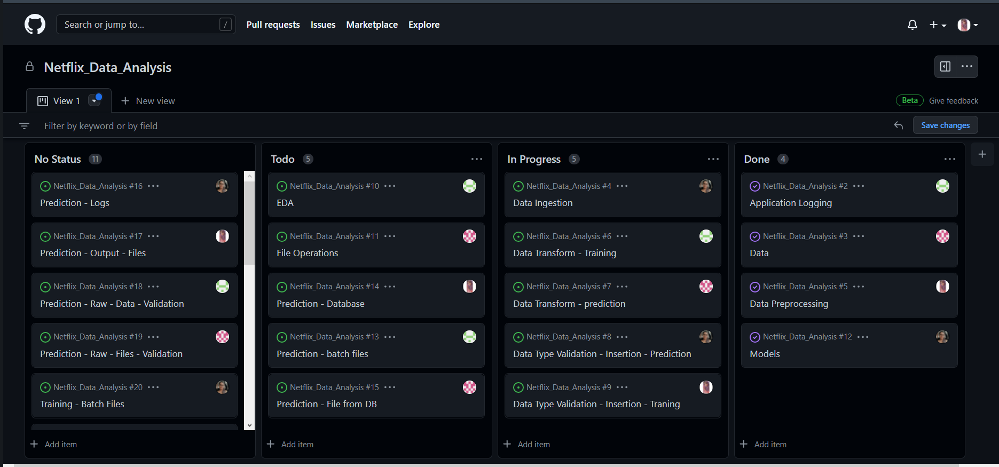 Search or jump to... /
Pull requests Issues Marketplace Explore
Netflix_Data_Analysis
View 1 New view
Beta Give feedback
Filter by keyword or by field
Save changes
No Status 11
Netflix_Data_Analysis #16
Prediction - Logs
Netflix_Data_Analysis #17
Prediction - Output - Files
Netflix_Data_Analysis #18
Prediction - Raw - Data - Validation
Netflix_Data_Analysis #19
Prediction - Raw - Files - Validation
Netflix_Data_Analysis #20
Training - Batch Files
Add item
Todo 5
Netflix_Data_Analysis #10
EDA
Netflix_Data_Analysis #11
File Operations
Netflix_Data_Analysis #14
Prediction - Database
Netflix_Data_Analysis #13
Prediction - batch files
Netflix_Data_Analysis #15
Prediction - File from DB
Add item
In Progress 5
Netflix_Data_Analysis #4
Data Ingestion
Netflix_Data_Analysis #6
Data Transform - Training
Netflix_Data_Analysis #7
Data Transform - prediction
Netflix_Data_Analysis #8
Data Type Validation - Insertion - Prediction
Netflix_Data_Analysis #9
Data Type Validation - Insertion - Traning
Add item
Done 4
Netflix_Data_Analysis #2
Application Logging
Netflix_Data_Analysis #3
Data
Netflix_Data_Analysis #5
Data Preprocessing
Netflix_Data_Analysis #12
Models
Add item